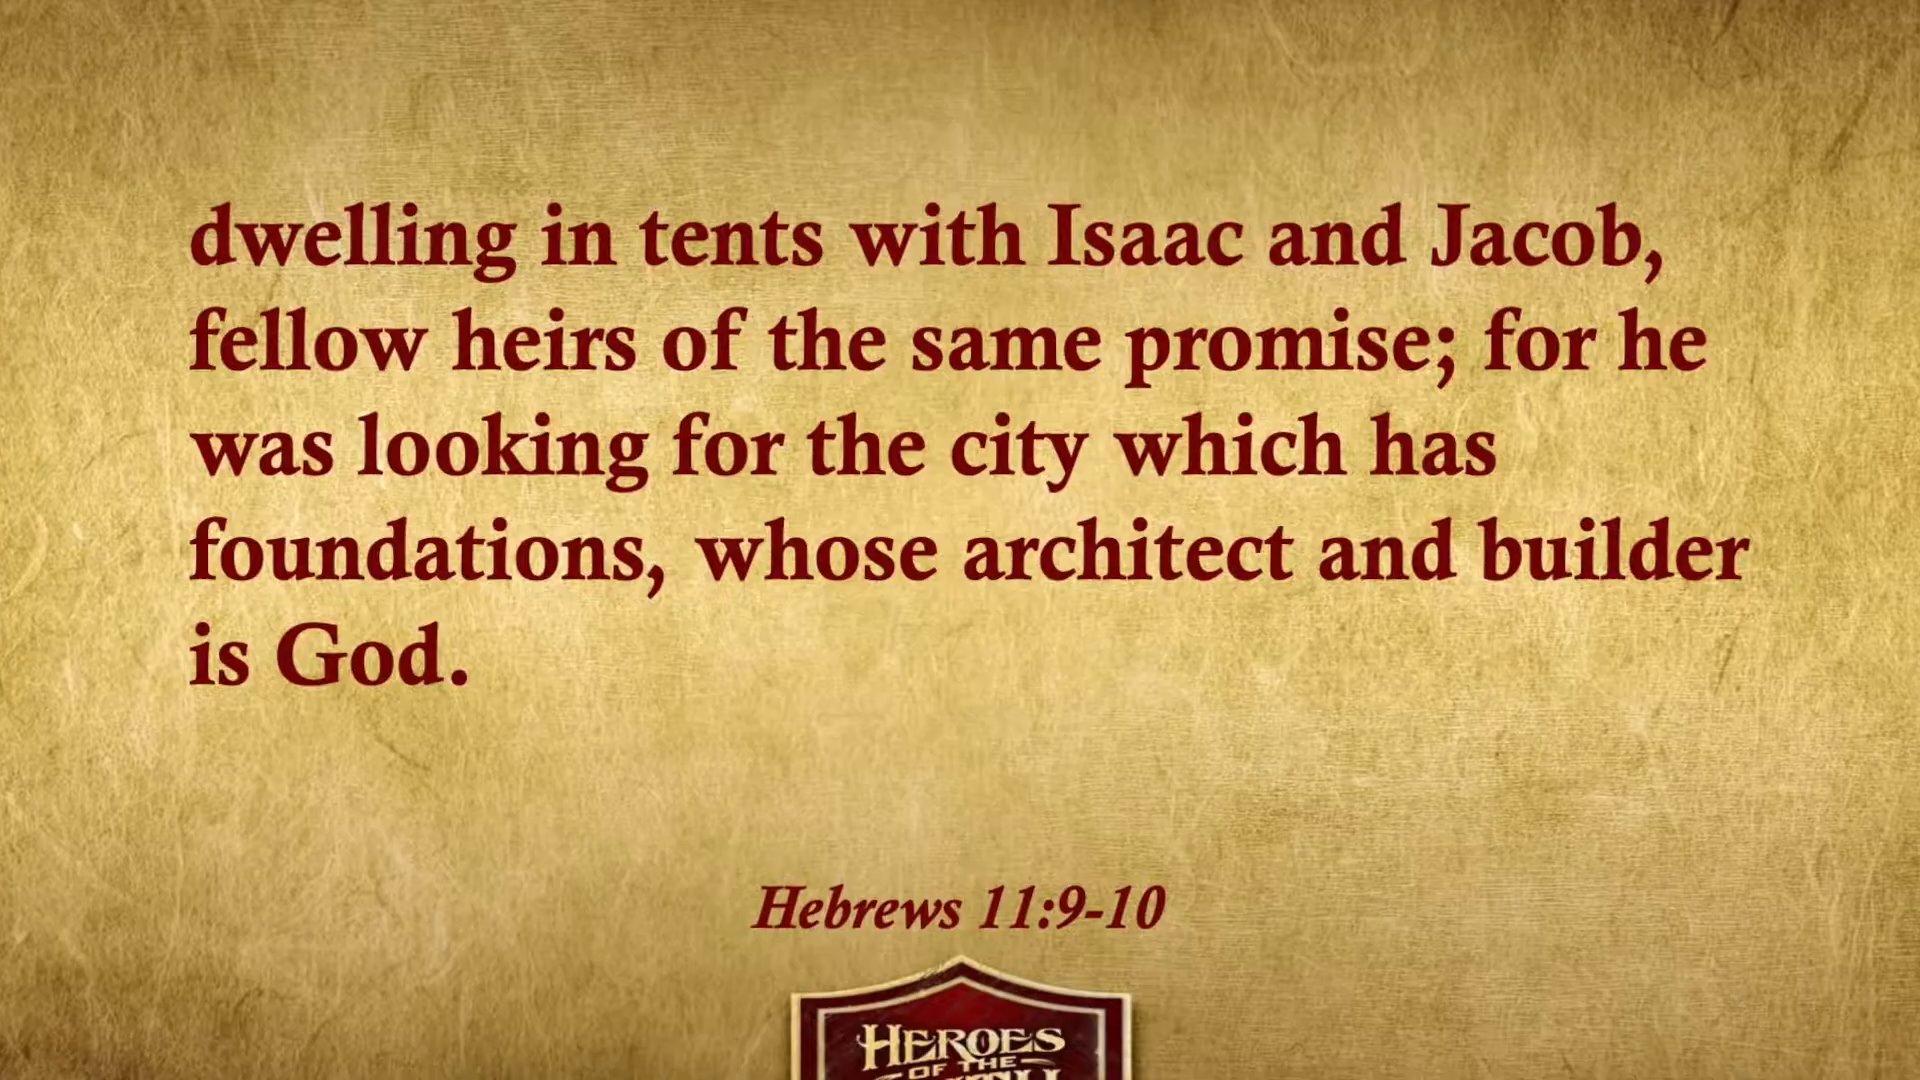 dwelling in tents with Isaac and Jacob,
fellow heirs of the same promise; for he
was looking for the city which has
foundations, whose architect and builder
is God.
Hebrews 11:9-10
HEROES
OF THE